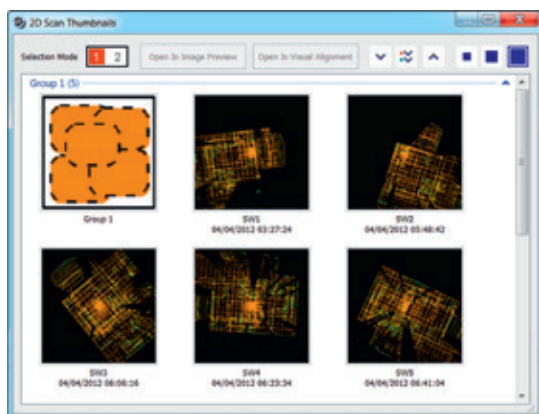 2D Scan Thumbnails
Selection Mode 1 2 Open In Image Preview Open In Visual Alignment
Group 1 (5)
Group 1
SW1
04/04/2012 03:27:24
SW2
04/04/2012 05:48:42
SW3
04/04/2012 06:06:16
SW4
04/04/2012 06:23:34
SW5
04/04/2012 06:41:04